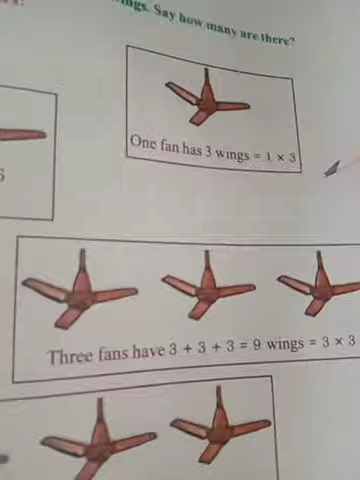 Say how many are there?
One fan has 3 wings = 1 × 3
Three fans have 3 + 3 + 3 = 9 wings = 3 × 3